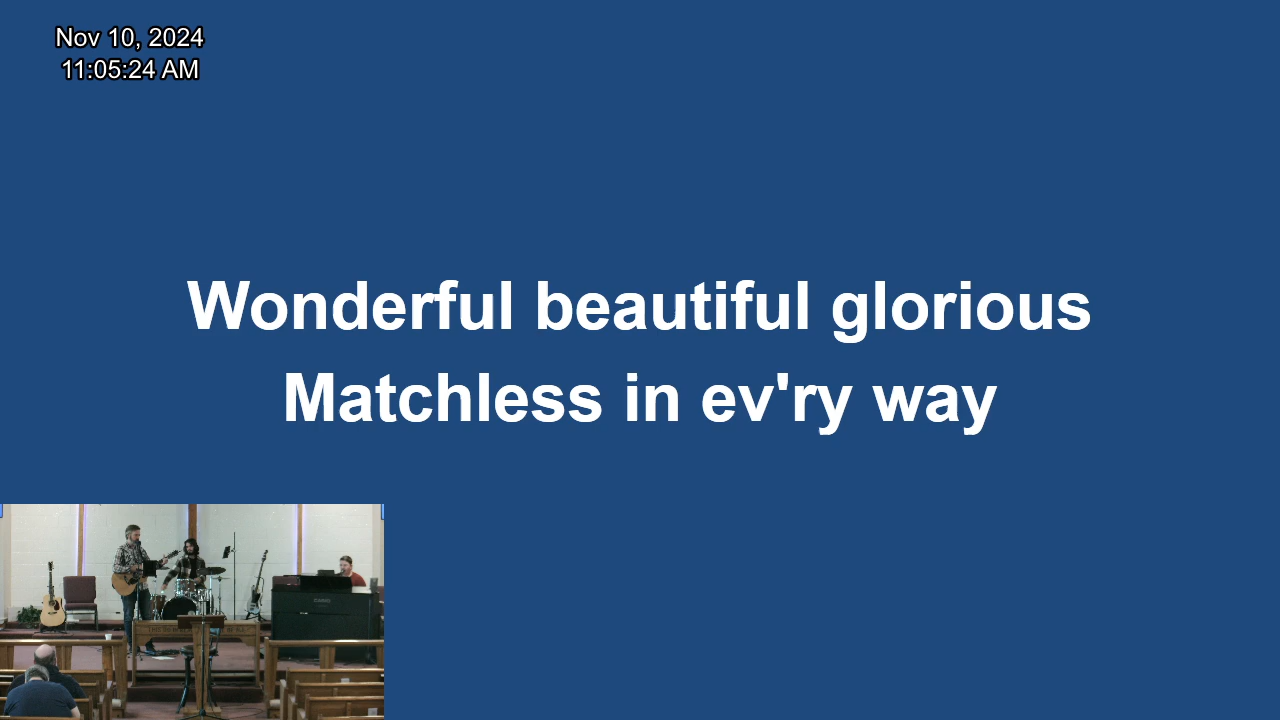 Nov 10, 2024
11:05:24 AM
Wonderful beautiful glorious
Matchless in ev'ry way